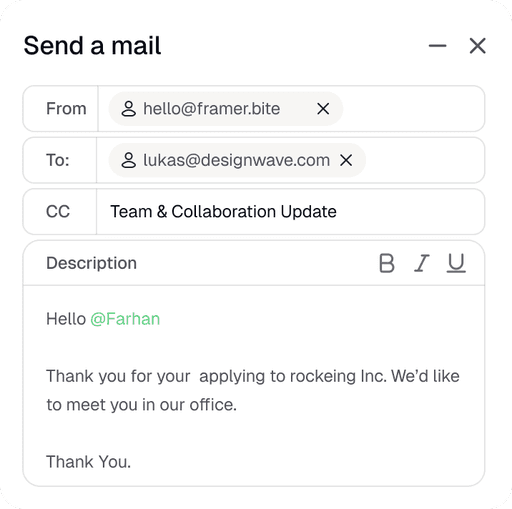 Send a mail
From hello@framer.bite
To: lukas@designwave.com
CC Team & Collaboration Update
Description B I U
Hello @Farhan
Thank you for your  applying to rockeing Inc. We’d like
to meet you in our office.
Thank You.